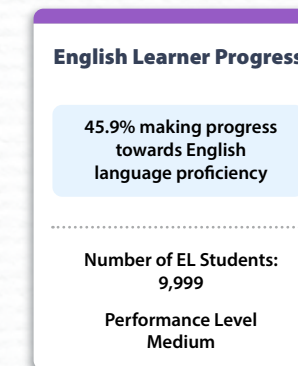 English Learner Progress
45.9% making progress
towards English
language proficiency
Number of EL Students:
9,999
Performance Level
Medium